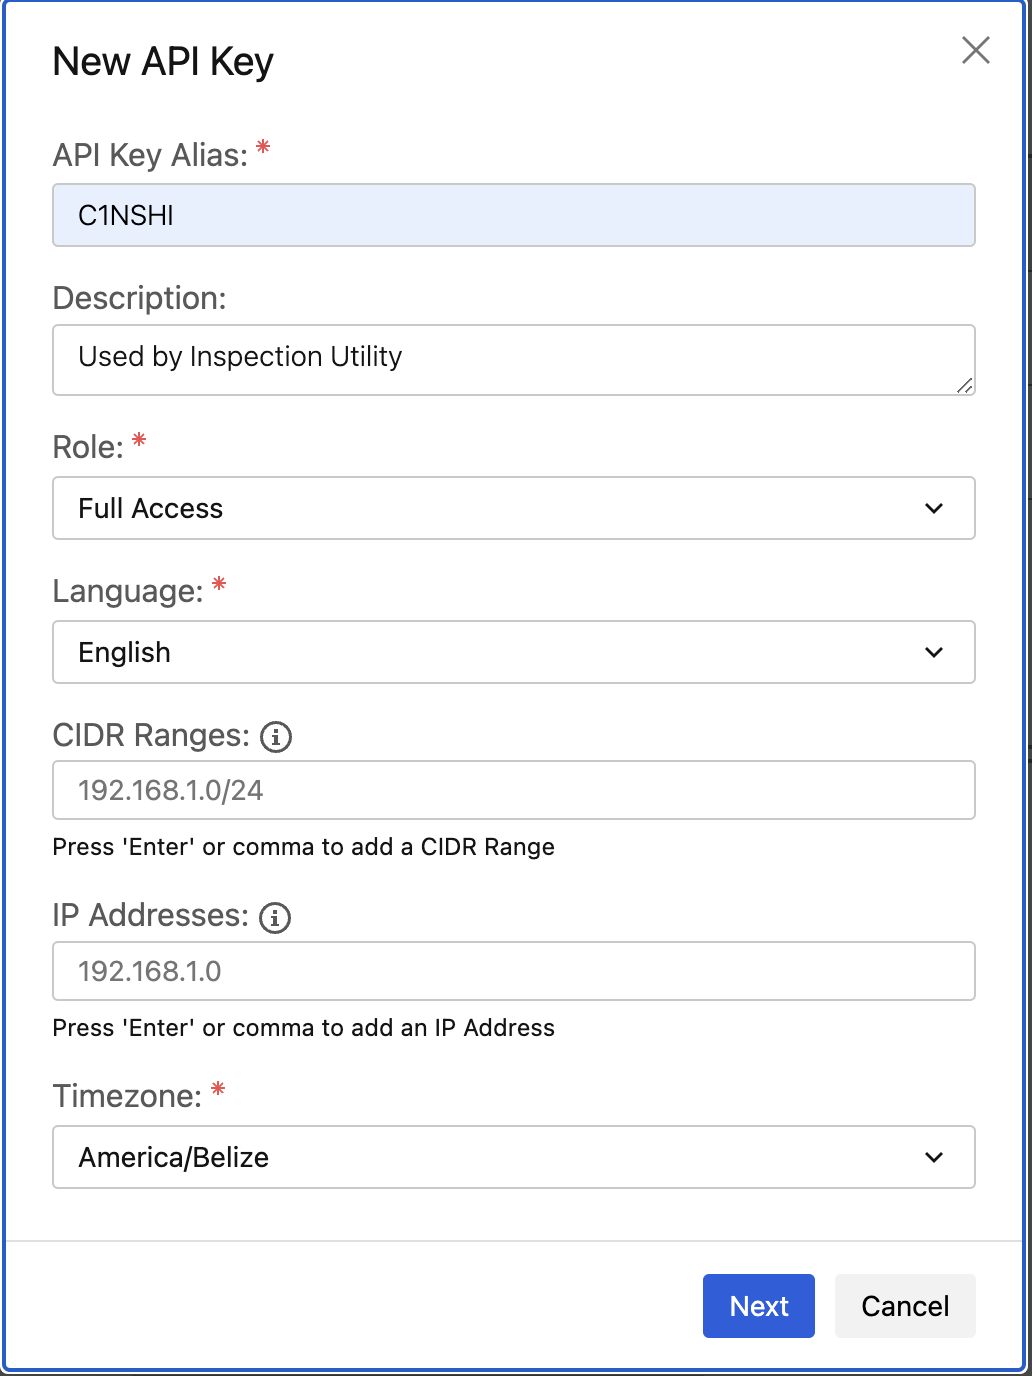 New API Key
API Key Alias: *
C1NSHI
Description:
Used by Inspection Utility
Role: *
Full Access
Language: *
English
CIDR Ranges:
192.168.1.0/24
Press 'Enter' or comma to add a CIDR Range
IP Addresses:
192.168.1.0
Press 'Enter' or comma to add an IP Address
Timezone: *
America/Belize
Next Cancel